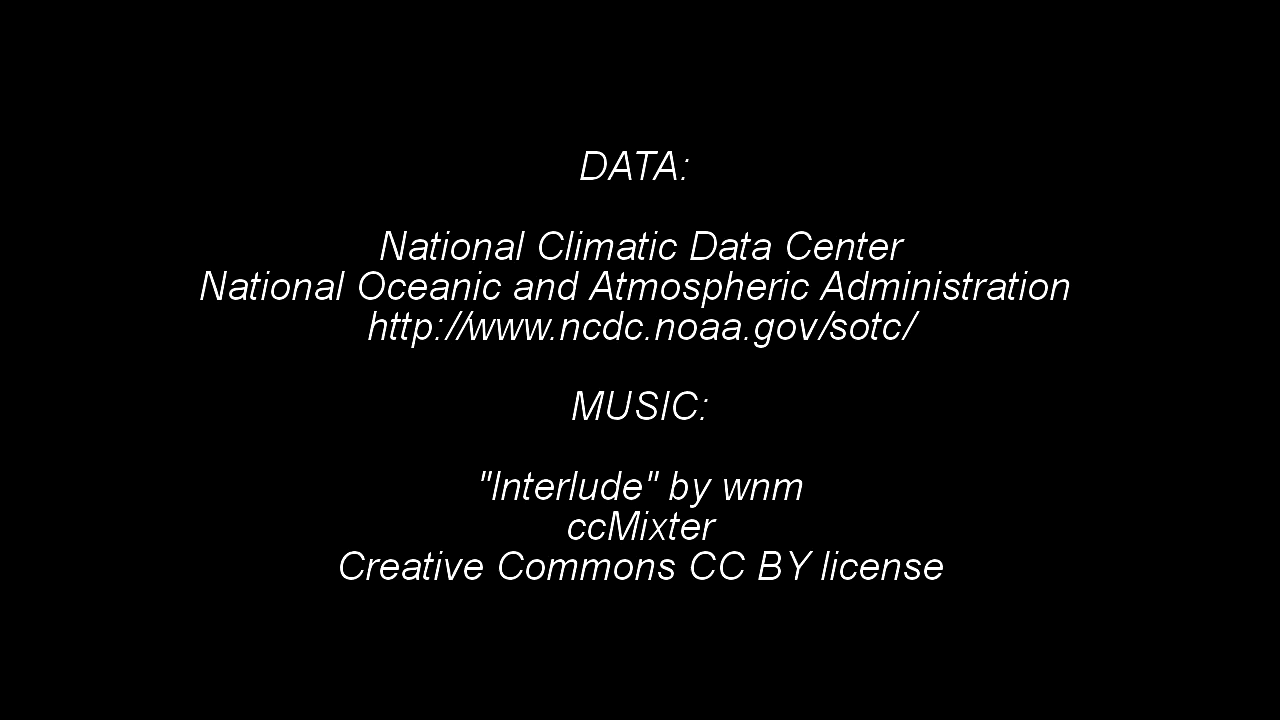 DATA:
National Climatic Data Center
National Oceanic and Atmospheric Administration
http://www.ncdc.noaa.gov/sotc/
MUSIC:
"Interlude" by wnm
ccMixter
Creative Commons CC BY license